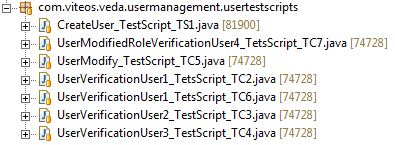 com.viteos.veda.usermanagement.usertestscripts
CreateUser_TestScript_TS1.java [81900]
UserModifiedRoleVerificationUser4_TetsScript_TC7.java [74728]
UserModify_TestScript_TC5.java [74728]
UserVerificationUser1_TetsScript_TC2.java [74728]
UserVerificationUser1_TetsScript_TC6.java [74728]
UserVerificationUser2_TestScript_TC3.java [74728]
UserVerificationUser3_TestScript_TC4.java [74728]